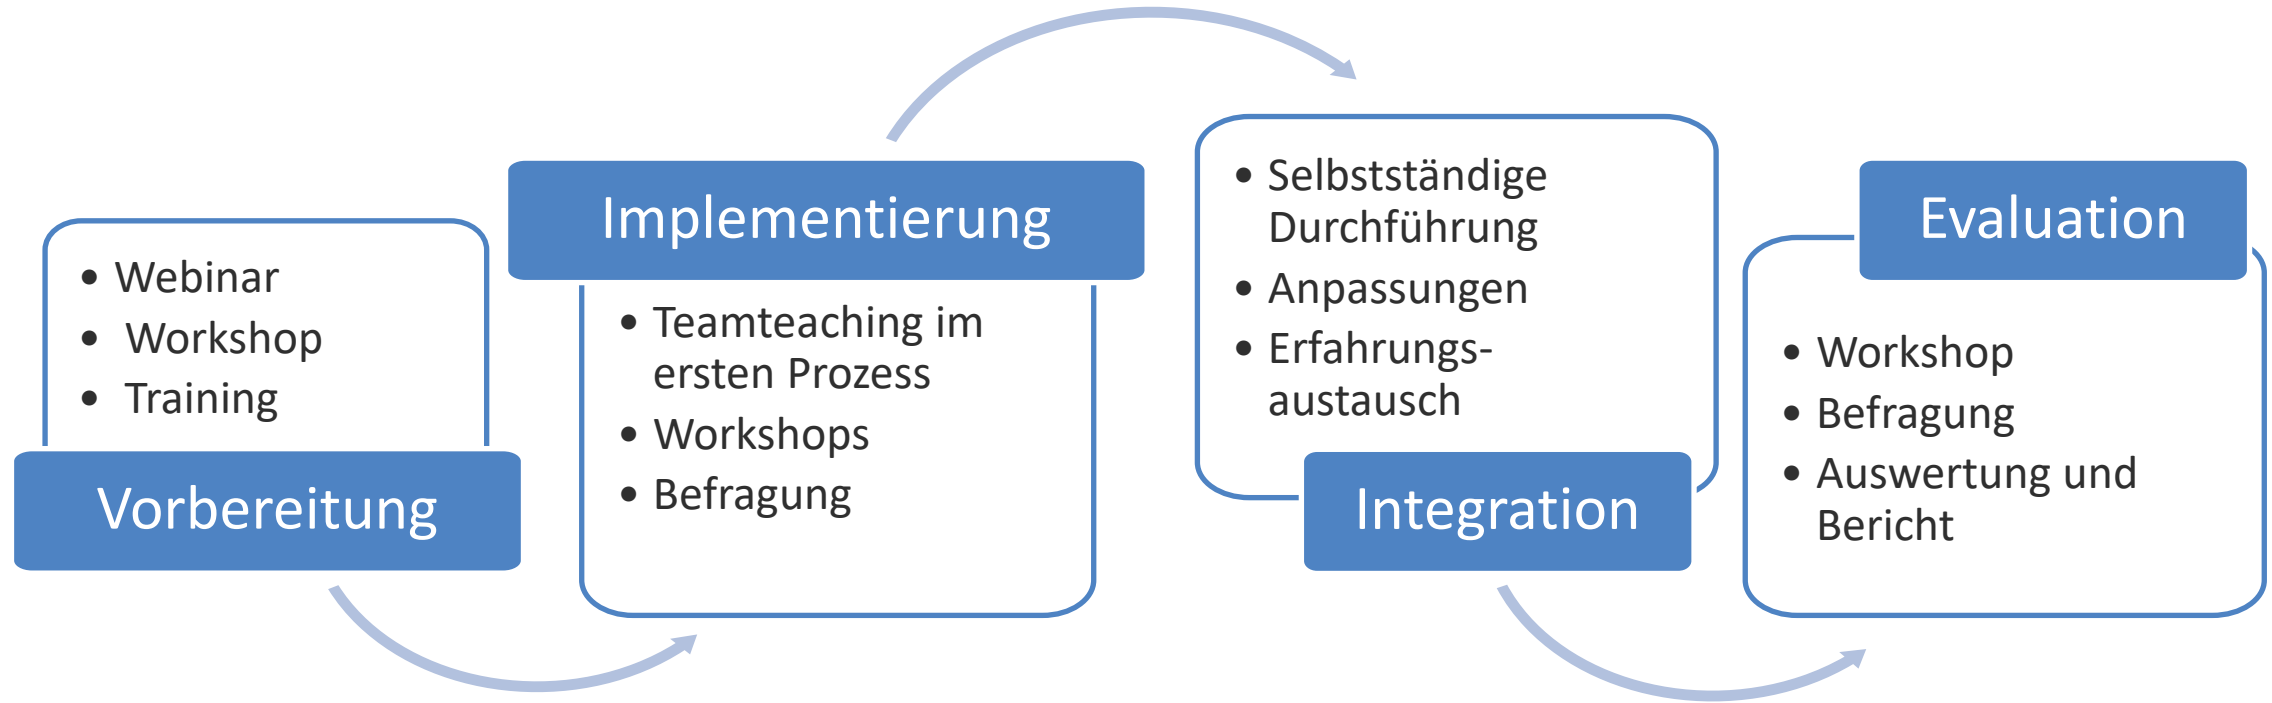 • Webinar
• Workshop
• Training
Vorbereitung
Implementierung
• Teamteaching im
ersten Prozess
• Workshops
• Befragung
• Selbstständige
Durchführung
• Anpassungen
• Erfahrungs-
austausch
Integration
Evaluation
• Workshop
• Befragung
• Auswertung und
Bericht